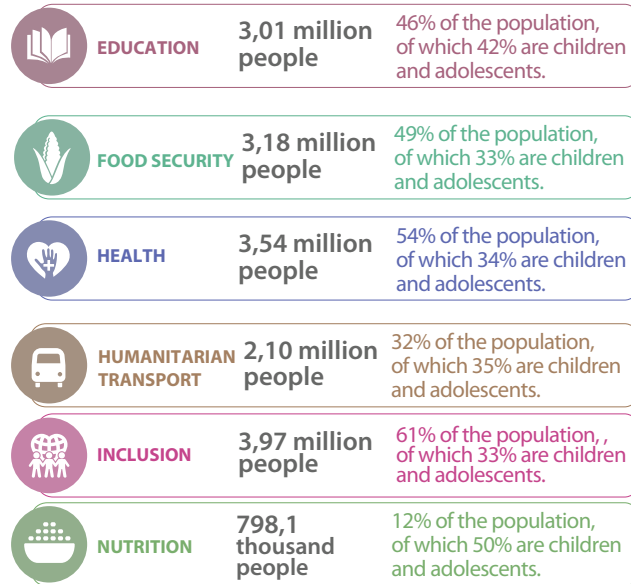 EDUCATION
3,01 million
people
46% of the population,
of which 42% are children
and adolescents.
FOOD SECURITY
3,18 million
people
49% of the population,
of which 33% are children
and adolescents.
HEALTH
3,54 million
people
54% of the population,
of which 34% are children
and adolescents.
HUMANITARIAN
TRANSPORT
2,10 million
people
32% of the population,
of which 35% are children
and adolescents.
INCLUSION
3,97 million
people
61% of the population, ,
of which 33% are children
and adolescents.
NUTRITION
798,1
thousand
people
12% of the population,
of which 50% are children
and adolescents.